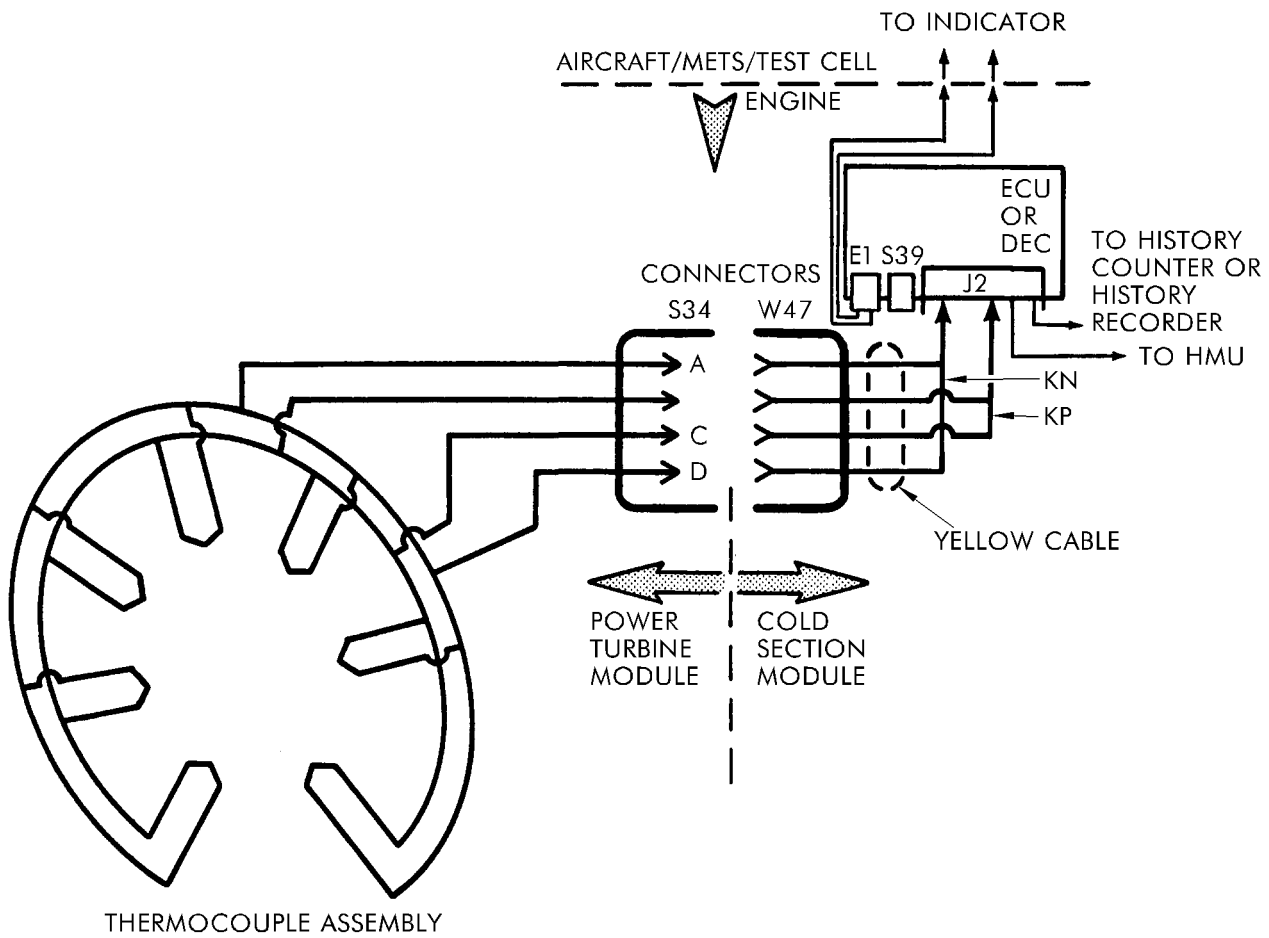 TO INDICATOR
AIRCRAFT/METS/TEST CELL
ENGINE
ECU
OR
DEC
E1 S39
J2
TO HISTORY
COUNTER OR
HISTORY
RECORDER
TO HMU
CONNECTORS
S34 W47
A
C
D
KN
KP
YELLOW CABLE
POWER
TURBINE
MODULE
COLD
SECTION
MODULE
THERMOCOUPLE ASSEMBLY